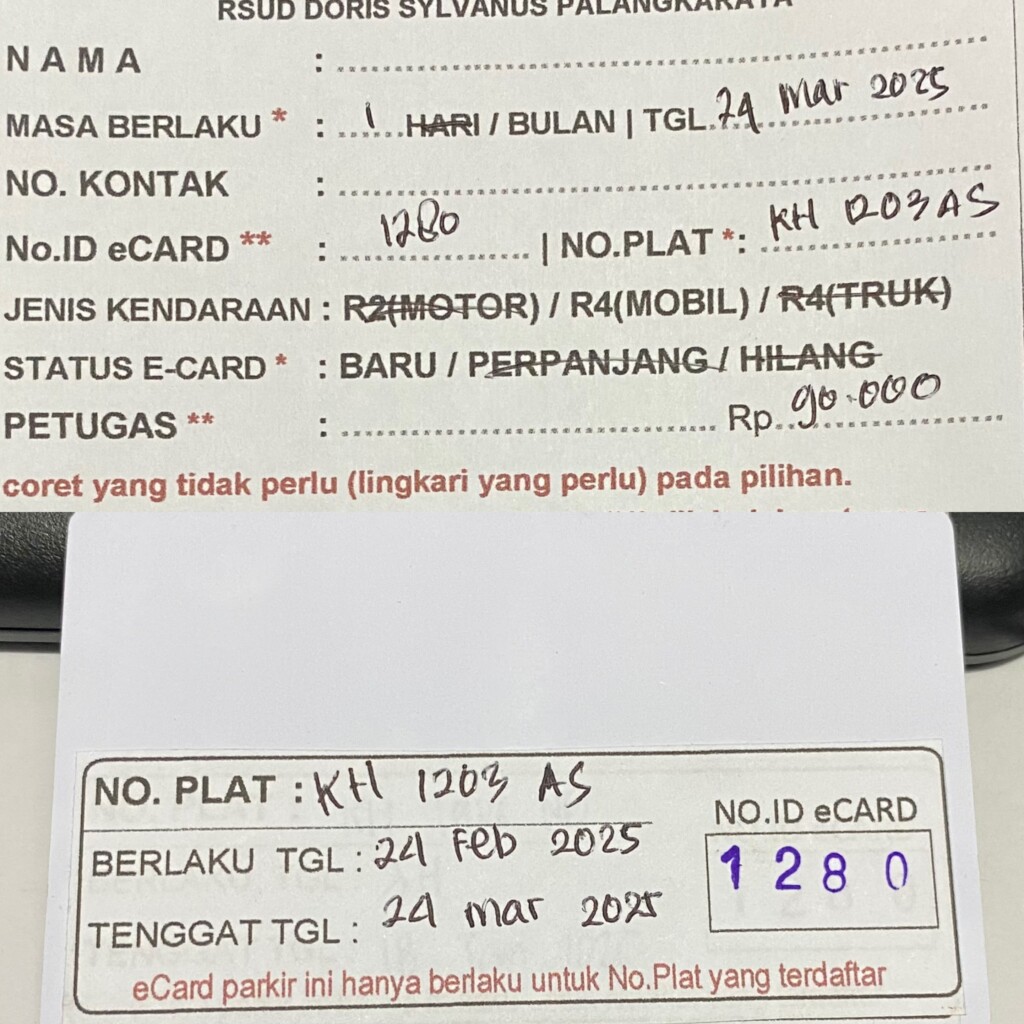 RSUD DORIS SYLVANUS PALANGKARAYA
NAMA :
MASA BERLAKU * : 1 HARI / BULAN | TGL. 24 Mar 2025
NO. KONTAK :
No.ID eCARD ** : 1280 | NO.PLAT *: KH 1203 AS
JENIS KENDARAAN : R2(MOTOR) / R4(MOBIL) / R4(TRUK)
STATUS E-CARD * : BARU / PERPANJANG / HILANG
PETUGAS ** : Rp. 90.000
coret yang tidak perlu (lingkari yang perlu) pada pilihan.
NO. PLAT : KH 1203 AS
NO.ID eCARD
BERLAKU TGL : 24 Feb 2025
1280
TENGGAT TGL : 24 mar 2025
eCard parkir ini hanya berlaku untuk No.Plat yang terdaftar